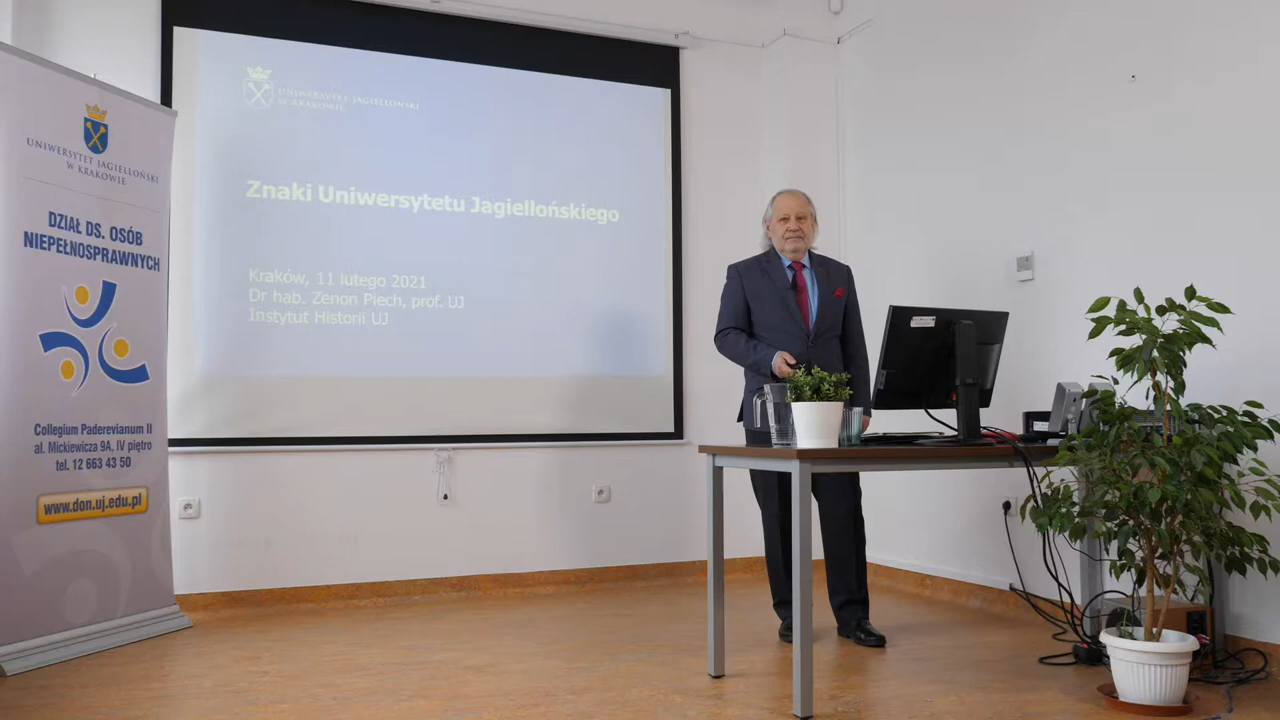 UNIWERSYTET JAGIELLOŃSKI
W KRAKOWIE
DZIAŁ DS. OSÓB
NIEPEŁNOSPRAWNYCH
Collegium Paderevianum II
al. Mickiewicza 9A, IV piętro
tel. 12 663 43 50
www.don.uj.edu.pl
UNIWERSYTET JAGIELLOŃSKI
W KRAKOWIE
Znaki Uniwersytetu Jagiellońskiego
Kraków, 11 lutego 2021
Dr hab. Zenon Piech, prof. UJ
Instytut Historii UJ